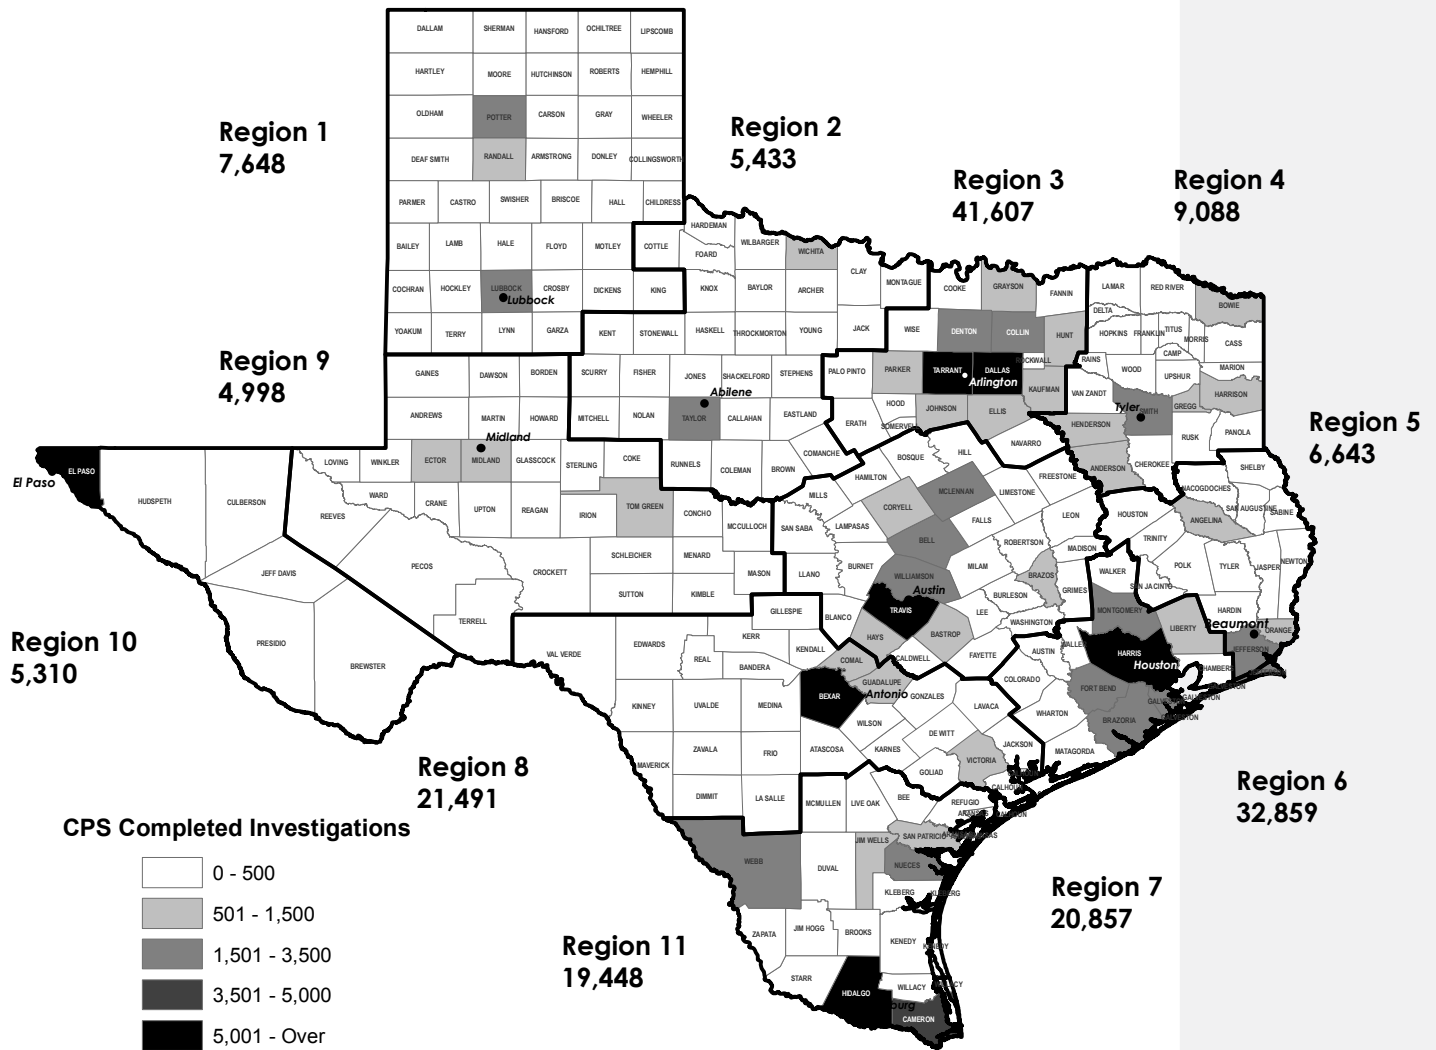 Region 1
7,648
Region 2
5,433
Region 3
41,607
Region 4
9,088
Region 9
4,998
Region 5
6,643
Region 10
5,310
Region 8
21,491
Region 6
32,859
Region 7
20,857
Region 11
19,448
CPS Completed Investigations
0 - 500
501 - 1,500
1,501 - 3,500
3,501 - 5,000
5,001 - Over
DALLAM SHERMAN HANSFORD OCHILTREE LIPSCOMB
HARTLEY MOORE HUTCHINSON ROBERTS HEMPHILL
OLDHAM POTTER CARSON GRAY WHEELER
DEAF SMITH RANDALL ARMSTRONG DONLEY COLLINGSWORTH
PARMER CASTRO SWISHER BRISCOE HALL CHILDRESS
BAILEY LAMB HALE FLOYD MOTLEY COTTLE HARDEMAN FOARD WILBARGER WICHITA
COCHRAN HOCKLEY LUBBOCK CROSBY DICKENS KING KNOX BAYLOR ARCHER CLAY MONTAGUE COOKE GRAYSON FANNIN LAMAR RED RIVER BOWIE
Lubbock
YOAKUM TERRY LYNN GARZA KENT STONEWALL HASKELL THROCKMORTON YOUNG JACK WISE DENTON COLLIN HUNT DELTA HOPKINS FRANKLIN TITUS MORRIS CASS
GAINES DAWSON BORDEN SCURRY FISHER JONES SHACKELFORD STEPHENS PALO PINTO PARKER TARRANT DALLAS ROCKWALL KAUFMAN RAINS WOOD CAMP UPSHUR MARION
Abilene
Arlington
Tyler
ANDREWS MARTIN HOWARD MITCHELL NOLAN TAYLOR CALLAHAN EASTLAND ERATH HOOD SOMERVELL JOHNSON ELLIS VAN ZANDT SMITH GREGG HARRISON
HENDERSON NAVARRO RUSK PANOLA
Midland
El Paso
EL PASO HUDSPETH CULBERSON LOVING WINKLER ECTOR MIDLAND GLASSCOCK STERLING COKE RUNNELS COLEMAN BROWN COMANCHE BOSQUE HILL FREESTONE ANDERSON CHEROKEE SHELBY
REEVES WARD CRANE UPTON REAGAN IRION TOM GREEN CONCHO MCCULLOCH SAN SABA MILLS HAMILTON CORYELL MCLENNAN LIMESTONE LEON HOUSTON NACOGDOCHES ANGELINA SAN AUGUSTINE SABINE
LAMPASAS BELL FALLS ROBERTSON MADISON TRINITY POLK TYLER JASPER NEWTON
JEFF DAVIS PECOS CROCKETT SCHLEICHER MENARD MASON LLANO BURNET WILLIAMSON MILAM BRAZOS GRIMES WALKER SAN JACINTO HARDIN
SUTTON KIMBLE
Austin
PRESIDIO BREWSTER TERRELL VAL VERDE EDWARDS KERR GILLESPIE BLANCO TRAVIS BASTROP LEE BURLESON WASHINGTON MONTGOMERY LIBERTY ORANGE
Beaumont
REAL BANDERA KENDALL HAYS COMAL CALDWELL FAYETTE AUSTIN WALLER HARRIS CHAMBERS JEFFERSON
Houston
KINNEY UVALDE MEDINA BEXAR GUADALUPE GONZALES LAVACA COLORADO FORT BEND GALVESTON
Antonio
MAVERICK ZAVALA FRIO ATASCOSA WILSON KARNES DE WITT JACKSON WHARTON MATAGORDA BRAZORIA
DIMMIT LA SALLE MCMULLEN LIVE OAK BEE GOLIAD VICTORIA CALHOUN REFUGIO
WEBB DUVAL JIM WELLS SAN PATRICIO NUECES
KLEBERG KLEBERG
ZAPATA JIM HOGG BROOKS KENEDY KENEDY
STARR HIDALGO WILLACY
CAMERON